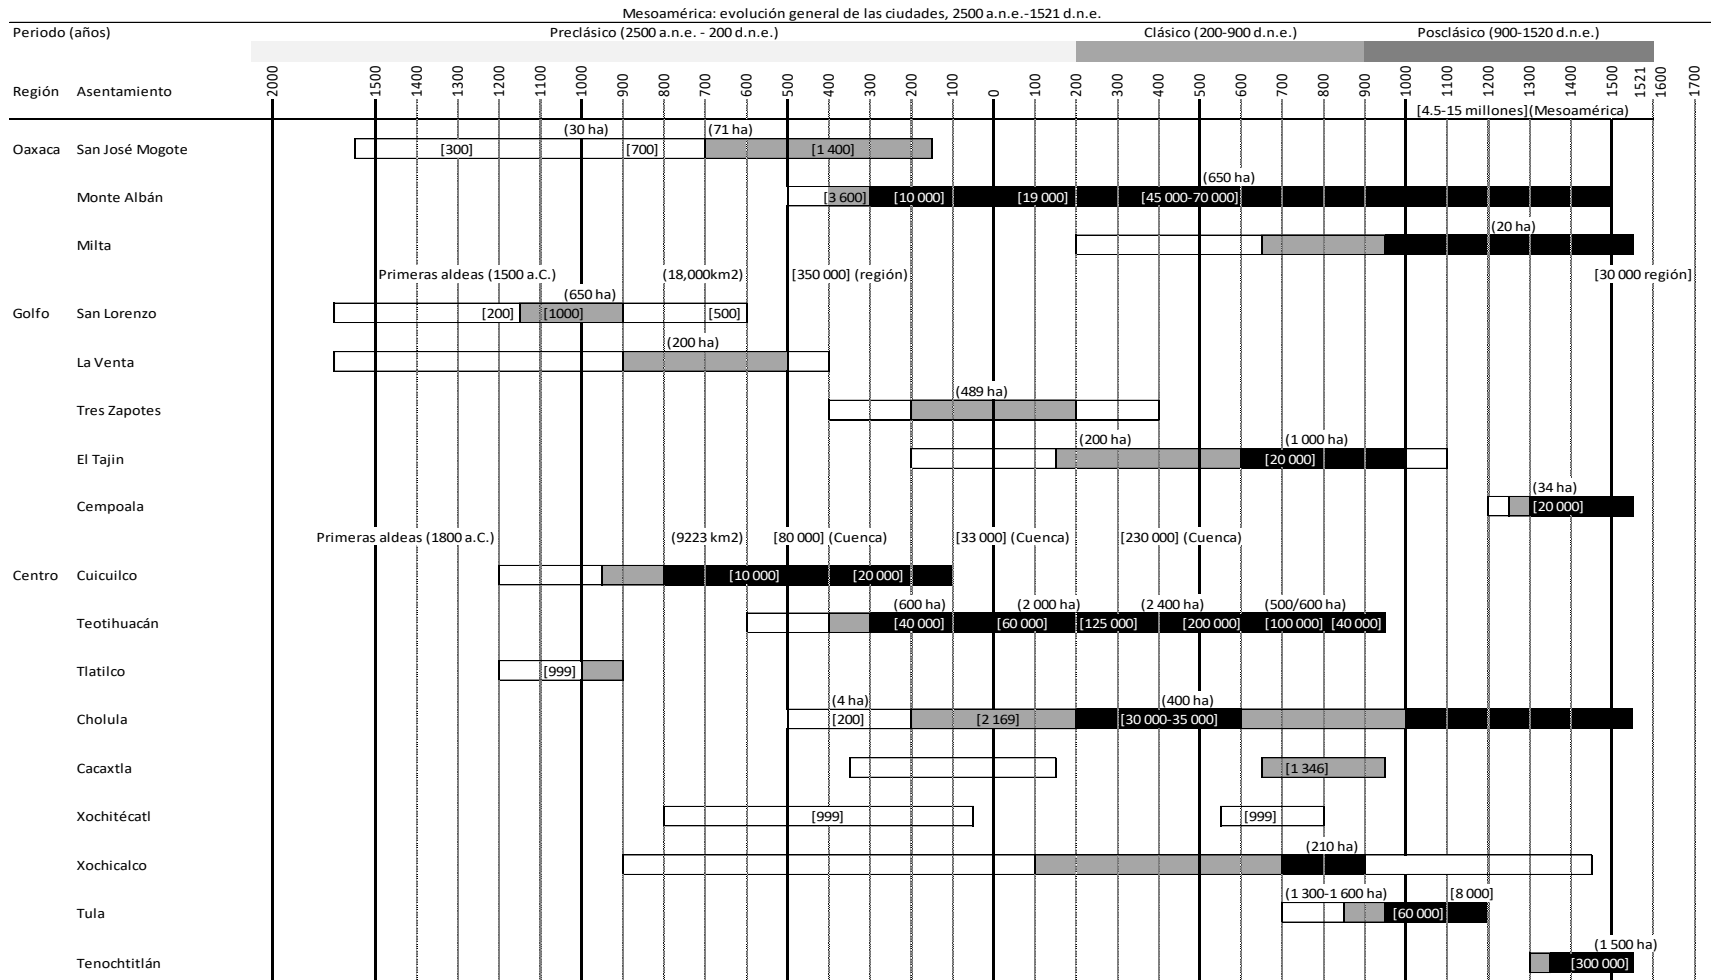 Mesoamérica: evolución general de las ciudades, 2500 a.n.e.-1521 d.n.e.
Periodo (años) Preclásico (2500 a.n.e. - 200 d.n.e.) Clásico (200-900 d.n.e.) Posclásico (900-1520 d.n.e.)
Región Asentamiento 2000 1500 1400 1300 1200 1100 1000 900 800 700 600 500 400 300 200 100 0 100 200 300 400 500 600 700 800 900 1000 1100 1200 1300 1400 1500 1521 1600 1700
[4.5-15 millones](Mesoamérica)
(30 ha) (71 ha)
Oaxaca San José Mogote [300] [700] [1 400]
(650 ha)
Monte Albán [3 600] [10 000] [19 000] [45 000-70 000]
(20 ha)
Milta
Primeras aldeas (1500 a.C.) (18,000km2) [350 000] (región) [30 000 región]
(650 ha)
Golfo San Lorenzo [200] [1000] [500]
(200 ha)
La Venta
(489 ha)
Tres Zapotes
(200 ha) (1 000 ha)
El Tajin [20 000]
(34 ha)
Cempoala [20 000]
Primeras aldeas (1800 a.C.) (9223 km2) [80 000] (Cuenca) [33 000] (Cuenca) [230 000] (Cuenca)
Centro Cuicuilco [10 000] [20 000]
(600 ha) (2 000 ha) (2 400 ha) (500/600 ha)
Teotihuacán [40 000] [60 000] [125 000] [200 000] [100 000] [40 000]
Tlatilco [999]
(4 ha) (400 ha)
Cholula [200] [2 169] [30 000-35 000]
Cacaxtla [1 346]
Xochitécatl [999] [999]
(210 ha)
Xochicalco
(1 300-1 600 ha) [8 000]
Tula [60 000]
(1 500 ha)
Tenochtitlán [300 000]